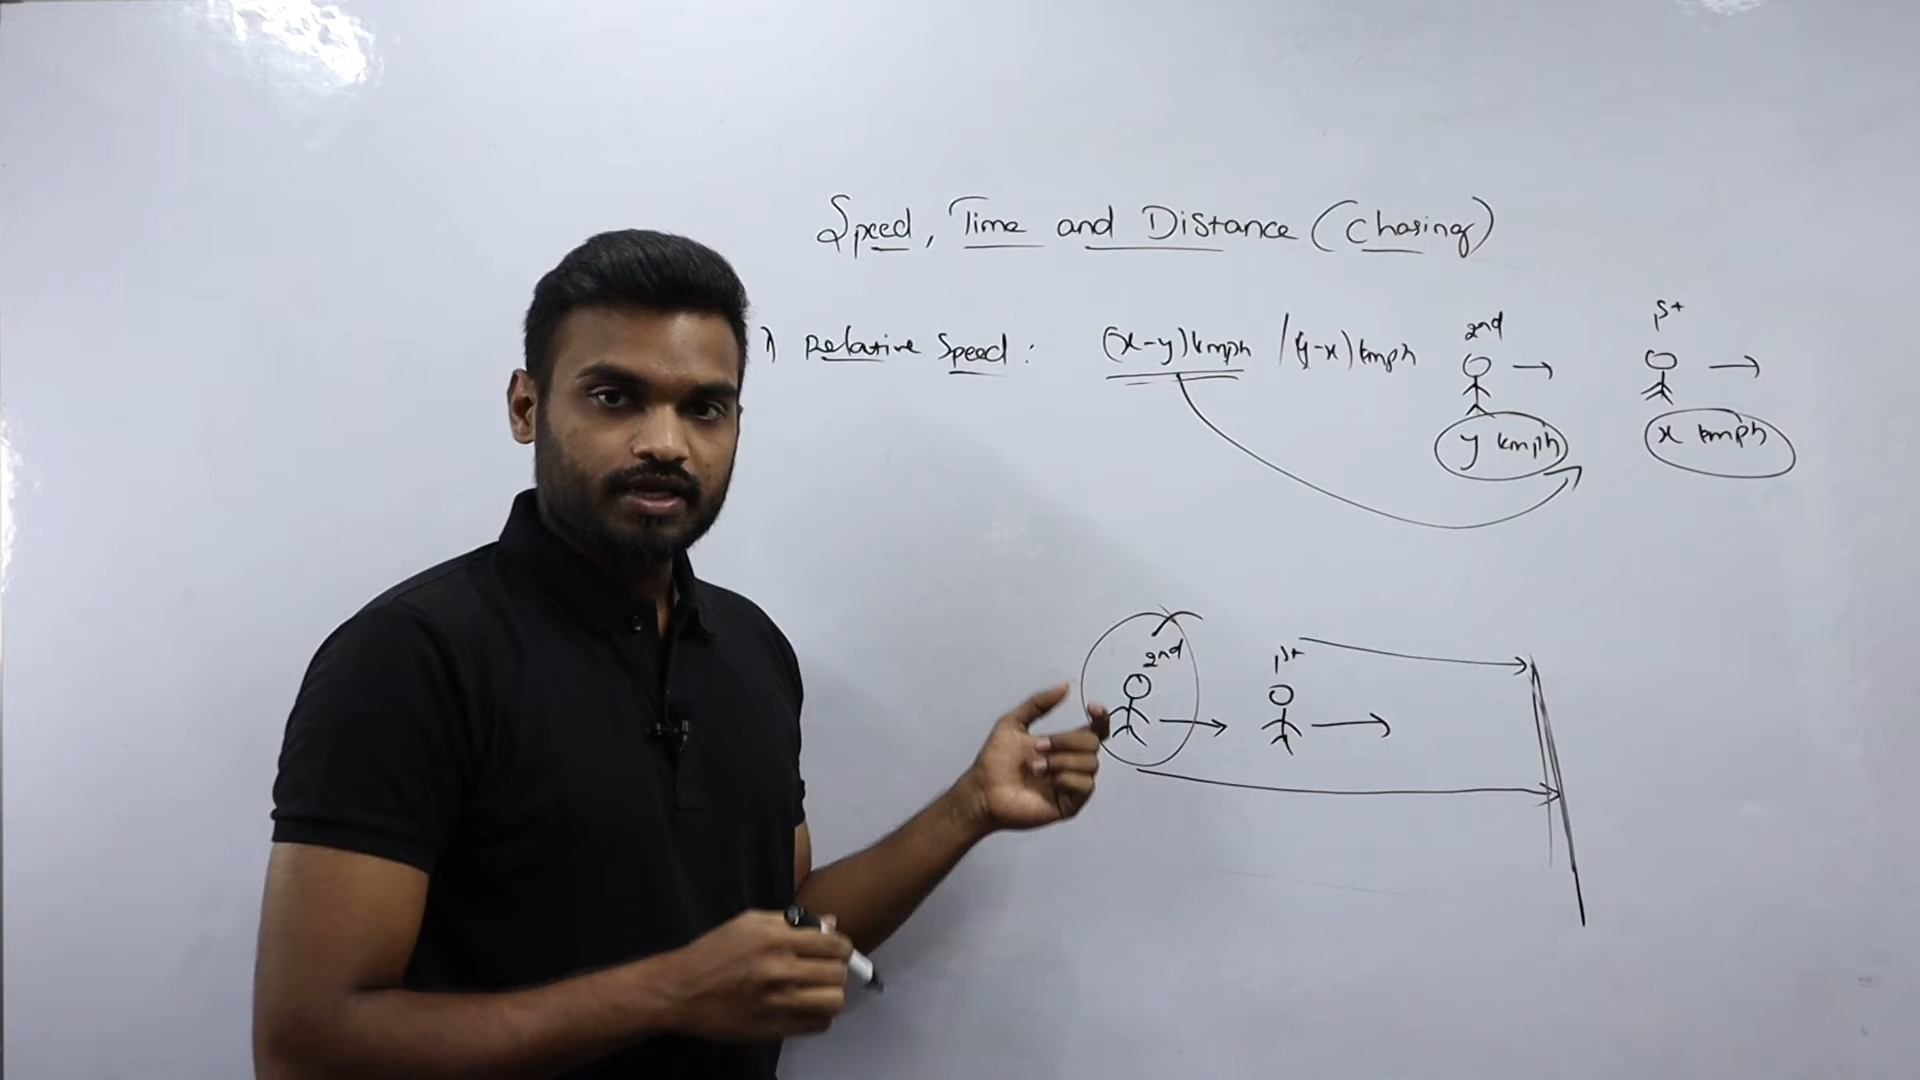 Speed, Time and Distance (Chasing)
1) Relative Speed : (x-y)kmph / (y-x)kmph
2nd 1st
y kmph x kmph
2nd 1st